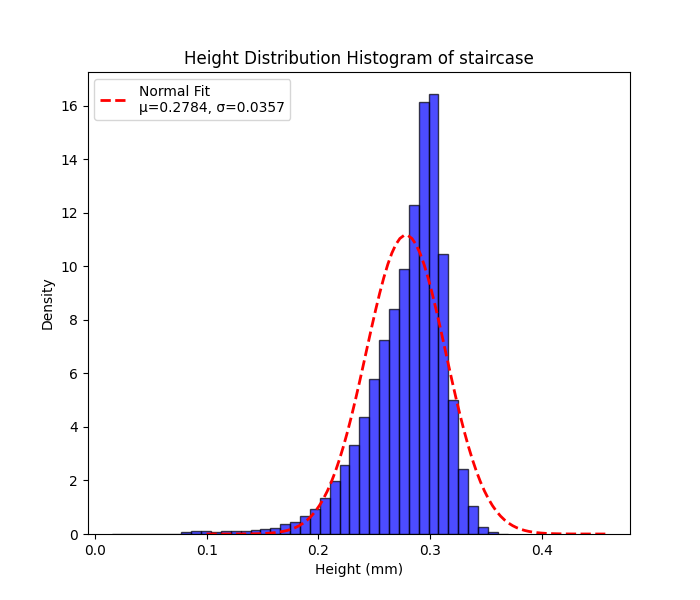 Height Distribution Histogram of staircase
Normal Fit
μ=0.2784, σ=0.0357
Density
16
14
12
10
8
6
4
2
0
0.0 0.1 0.2 0.3 0.4
Height (mm)